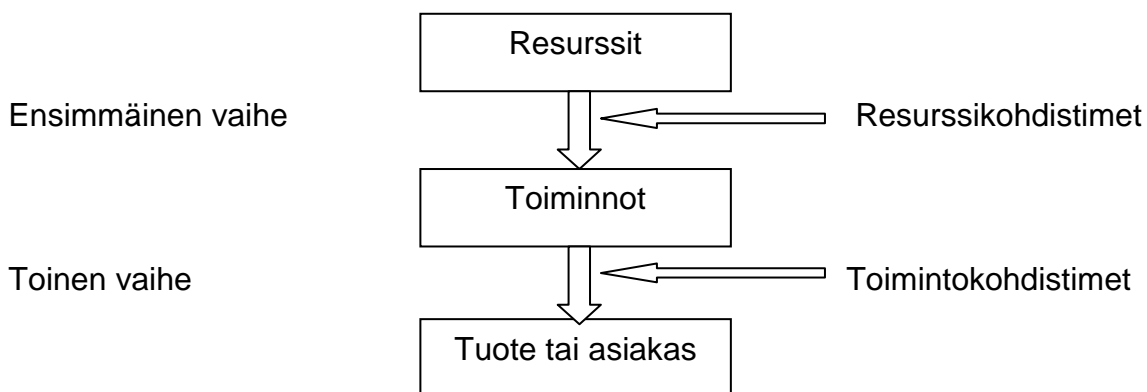 Resurssit
Ensimmäinen vaihe
Resurssikohdistimet
Toiminnot
Toinen vaihe
Toimintokohdistimet
Tuote tai asiakas